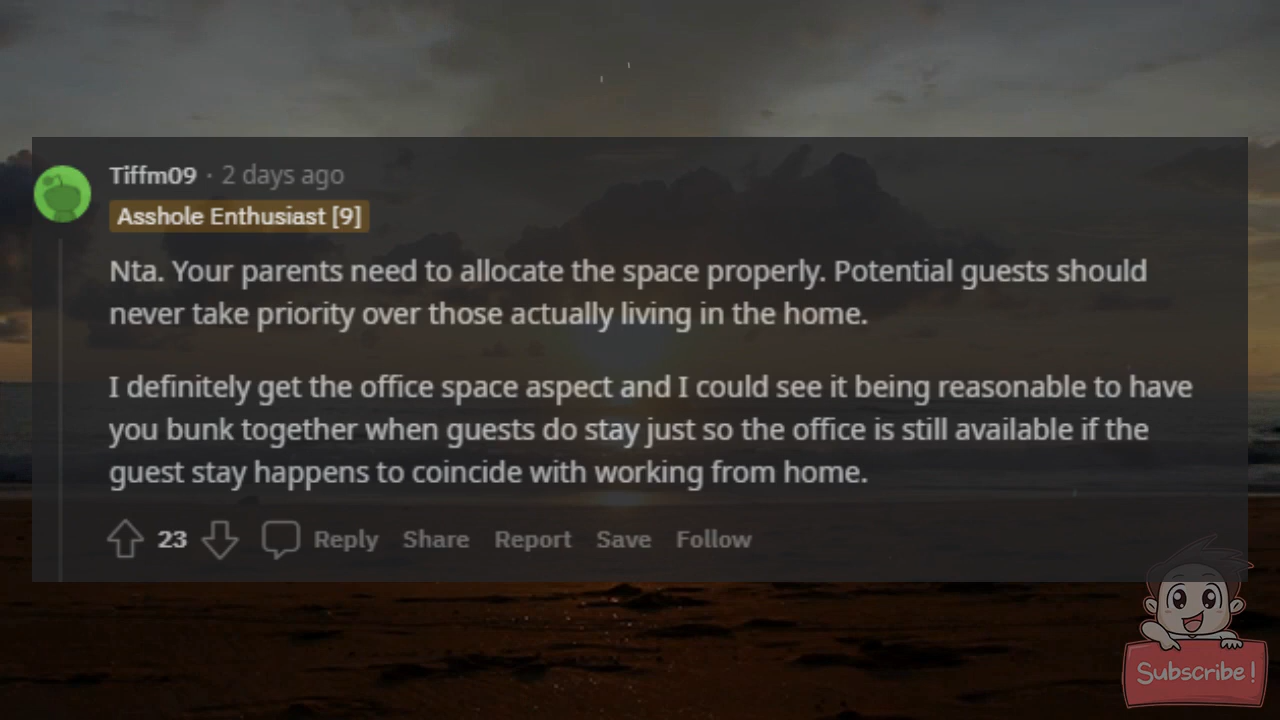 Tiffm09 · 2 days ago
Asshole Enthusiast [9]
Nta. Your parents need to allocate the space properly. Potential guests should
never take priority over those actually living in the home.
I definitely get the office space aspect and I could see it being reasonable to have
you bunk together when guests do stay just so the office is still available if the
guest stay happens to coincide with working from home.
23 Reply Share Report Save Follow
Subscribe!